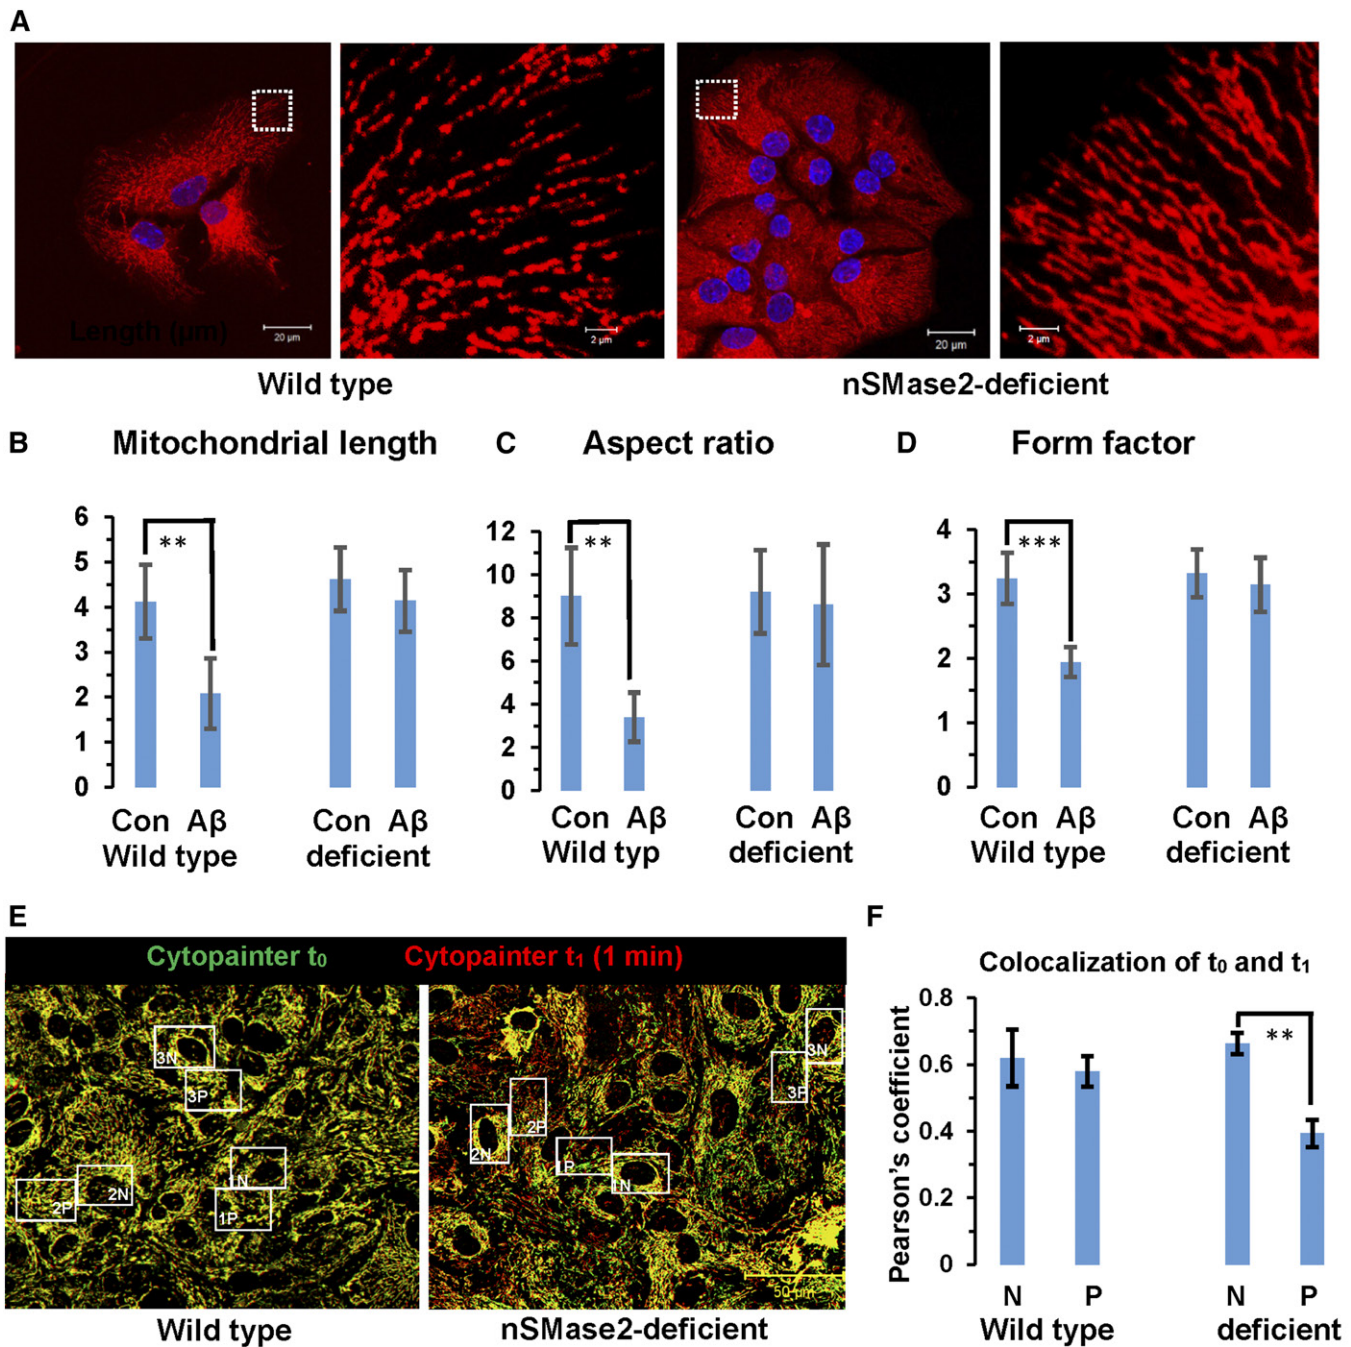 A
Length (µm)
20 µm
2 µm
20 µm
2 µm
Wild type
nSMase2-deficient
B
Mitochondrial length
C
Aspect ratio
D
Form factor
6
5
4
3
2
1
0
**
Con Aβ
Wild type
Con Aβ
deficient
12
10
8
6
4
2
0
**
Con Aβ
Wild typ
Con Aβ
deficient
4
3
2
1
0
***
Con Aβ
Wild type
Con Aβ
deficient
E
Cytopainter t₀
Cytopainter t₁ (1 min)
3N
3P
1N
2N
2P
1P
3N
3P
2P
2N
1P
1N
50 µm
Wild type
nSMase2-deficient
F
Colocalization of t₀ and t₁
Pearson's coefficient
0.8
0.6
0.4
0.2
0
**
N P
Wild type
N P
deficient